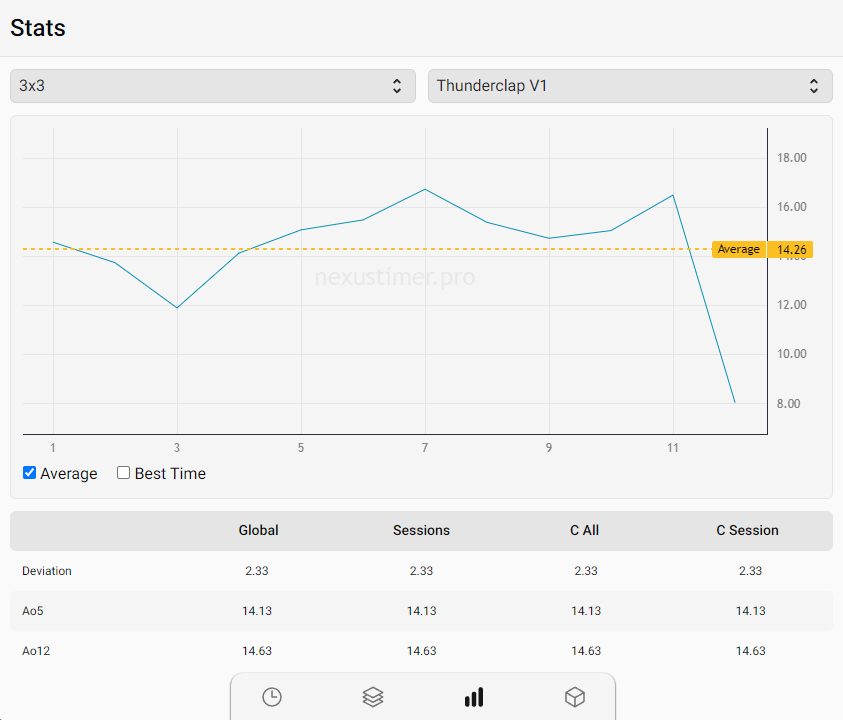 Stats
3x3 Thunderclap V1
18.00
16.00
Average 14.26
nexustimer.pro
12.00
10.00
8.00
1 3 5 7 9 11
Average Best Time
Global Sessions C All C Session
Deviation 2.33 2.33 2.33 2.33
Ao5 14.13 14.13 14.13 14.13
Ao12 14.63 14.63 14.63 14.63